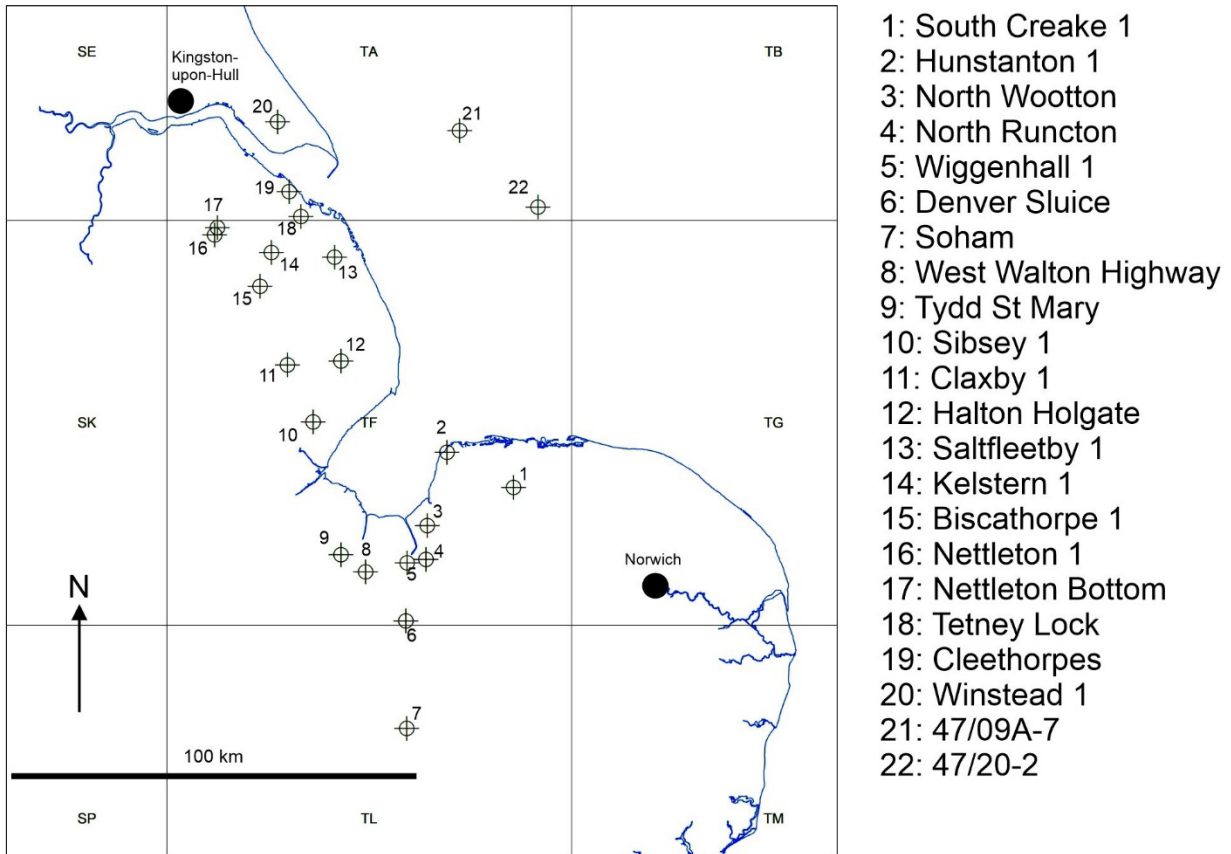 SE
TA
TB
Kingston-
upon-Hull
20
21
22
19
18
17
16
14
13
15
12
11
SK
10
TF
TG
2
1
3
9
8
5
4
Norwich
N
6
7
100 km
SP
TL
TM
1: South Creake 1
2: Hunstanton 1
3: North Wootton
4: North Runcton
5: Wiggenhall 1
6: Denver Sluice
7: Soham
8: West Walton Highway
9: Tydd St Mary
10: Sibsey 1
11: Claxby 1
12: Halton Holgate
13: Saltfleetby 1
14: Kelstern 1
15: Biscathorpe 1
16: Nettleton 1
17: Nettleton Bottom
18: Tetney Lock
19: Cleethorpes
20: Winstead 1
21: 47/09A-7
22: 47/20-2